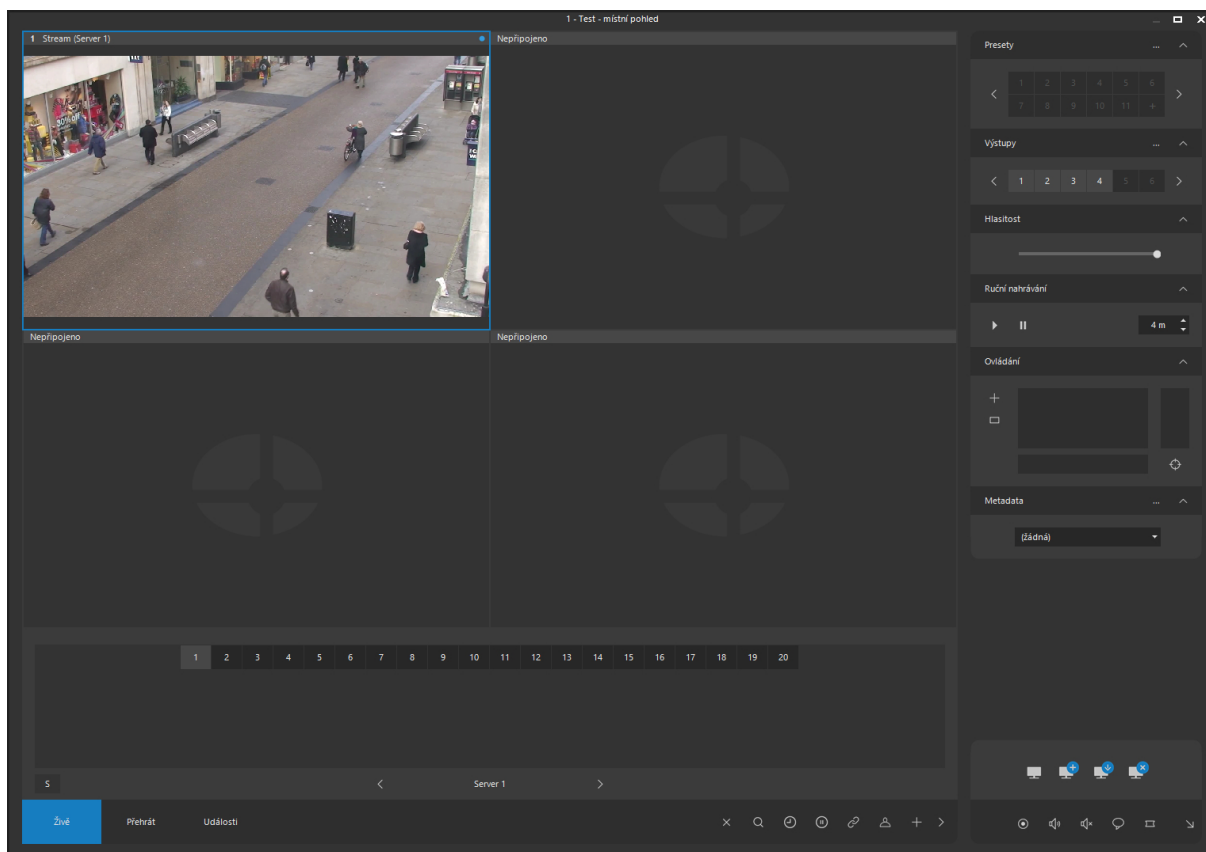 1 - Test - místní pohled
1 Stream (Server 1)
Nepřipojeno
30% off
Nepřipojeno
Nepřipojeno
Presety ...
1 2 3 4 5 6
7 8 9 10 11 +
Výstupy ...
1 2 3 4 5 6
Hlasitost
Ruční nahrávání
4 m
Ovládání
Metadata ...
(žádná)
1 2 3 4 5 6 7 8 9 10 11 12 13 14 15 16 17 18 19 20
S
Server 1
Živě Přehrát Události